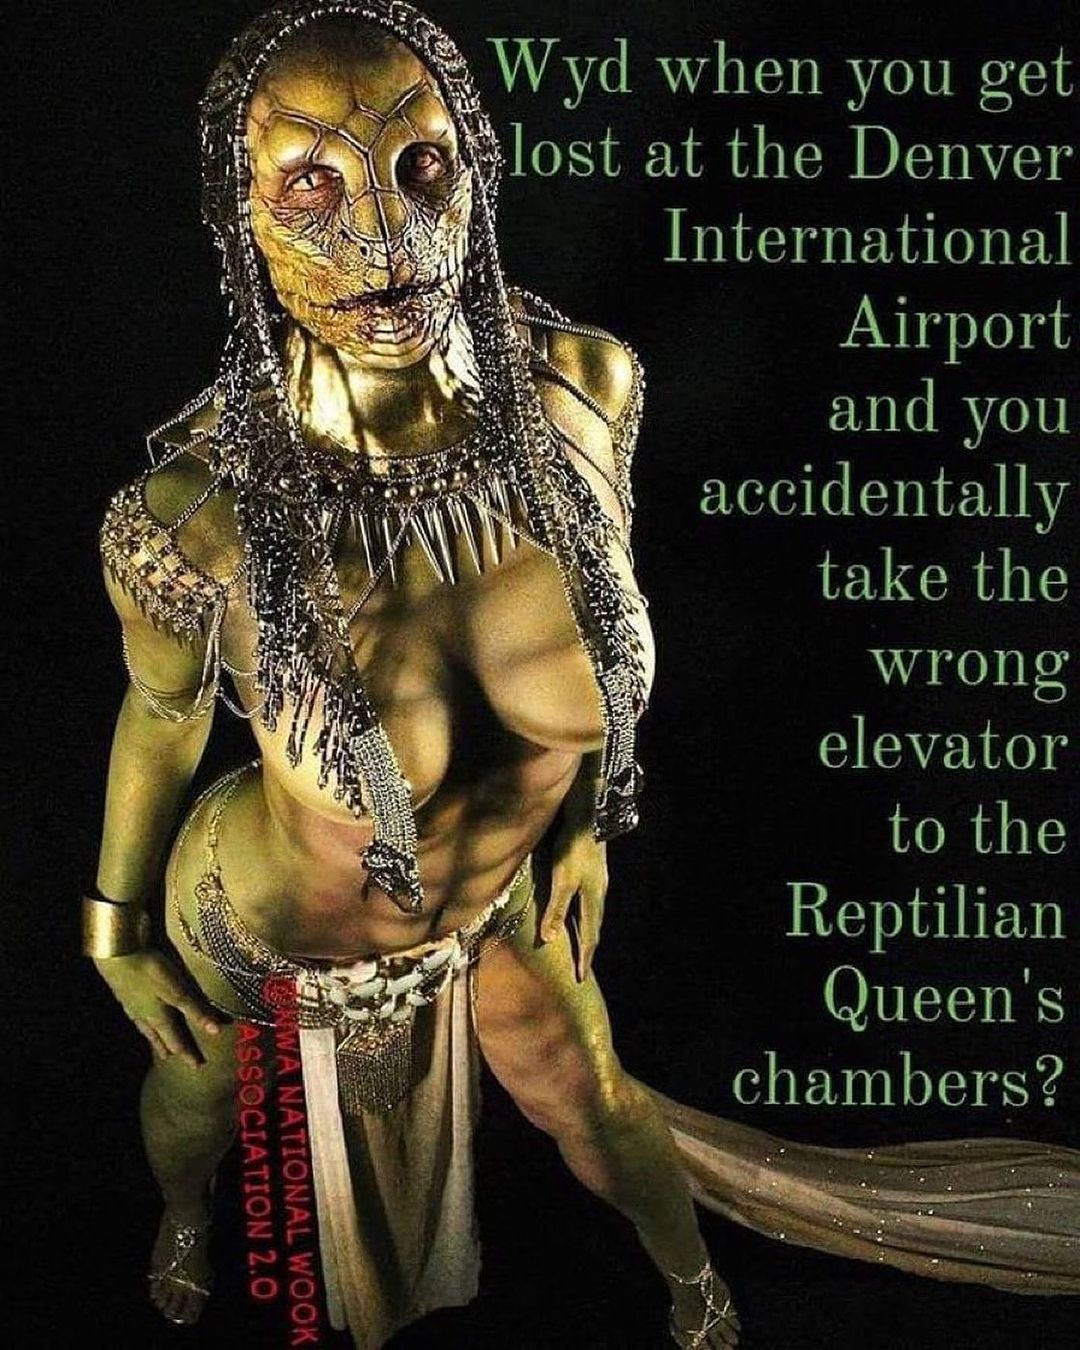 Wyd when you get
lost at the Denver
International
Airport
and you
accidentally
take the
wrong
elevator
to the
Reptilian
Queen's
chambers?
NATIONAL WOOK
ASSOCIATION 2.0